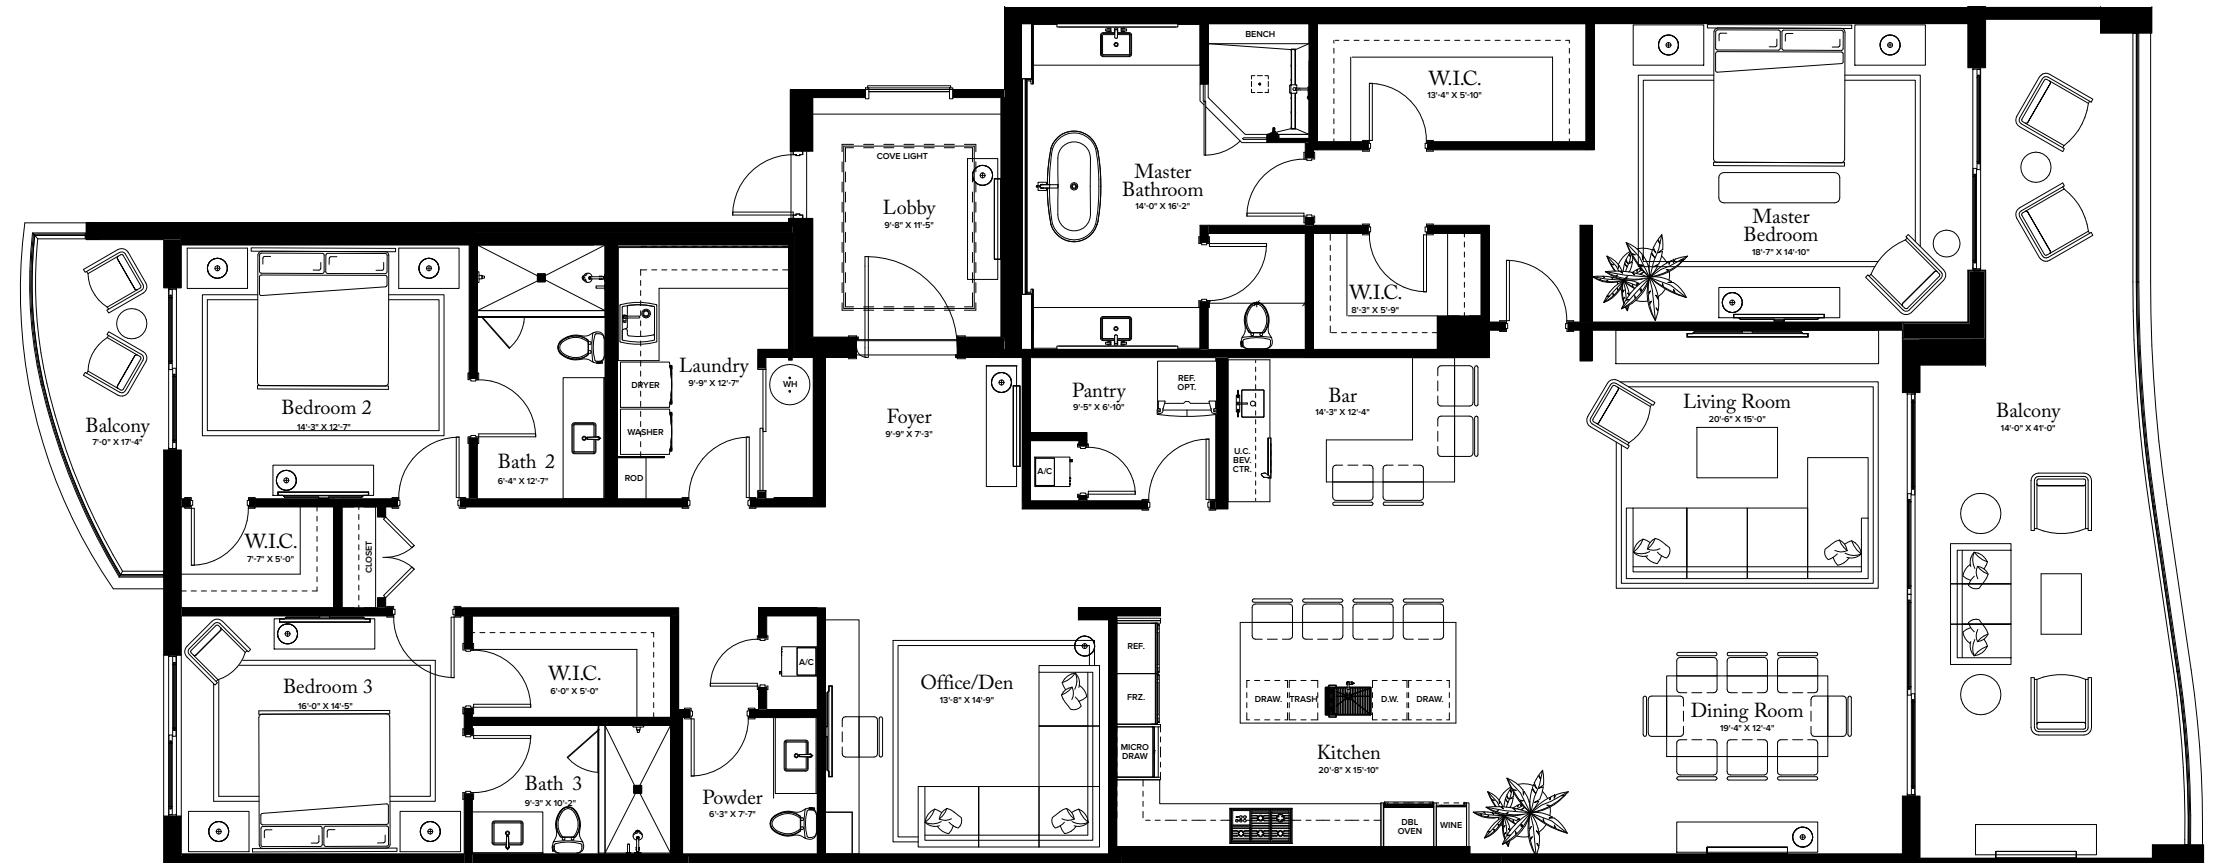 BENCH
W.I.C.
13'-4" X 5'-10"
COVE LIGHT
Lobby
9'-8" X 11'-5"
Master
Bathroom
14'-0" X 16'-2"
Master
Bedroom
18'-7" X 14'-10"
W.I.C.
8'-3" X 5'-9"
Balcony
7'-0" X 17'-4"
Bedroom 2
14'-3" X 12'-7"
Bath 2
6'-4" X 12'-7"
Laundry
9'-9" X 12'-7"
DRYER
WASHER
ROD
WH
Foyer
9'-9" X 7'-3"
Pantry
9'-5" X 6'-10"
REF.
OPT.
A/C
Bar
14'-3" X 12'-4"
U.C.
BEV.
CTR.
Living Room
20'-6" X 15'-0"
Balcony
14'-0" X 41'-0"
W.I.C.
7'-7" X 5'-0"
CLOSET
Bedroom 3
16'-0" X 14'-5"
W.I.C.
6'-0" X 5'-0"
A/C
Bath 3
9'-3" X 10'-2"
Powder
6'-3" X 7'-7"
Office/Den
13'-8" X 14'-9"
REF.
FRZ.
MICRO
DRAW
DRAW.
TRASH
D.W.
DRAW.
Kitchen
20'-8" X 15'-10"
DBL
OVEN
WINE
Dining Room
19'-4" X 12'-4"